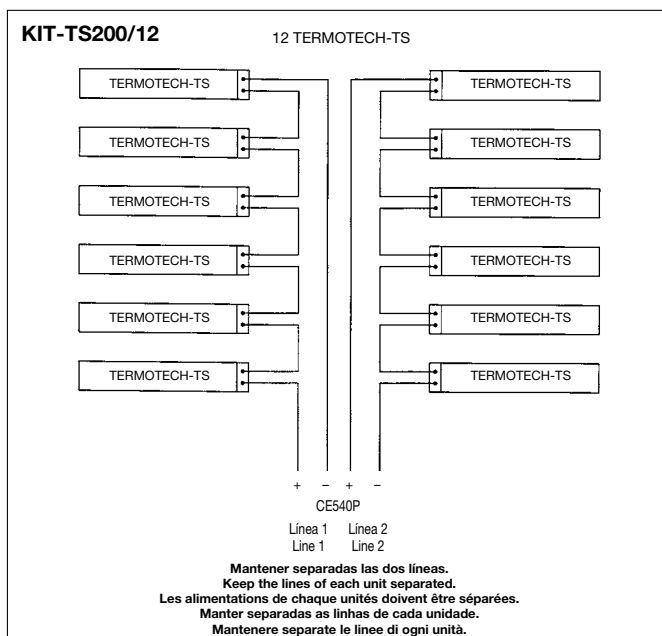 KIT-TS200/12
12 TERMOTECH-TS
TERMOTECH-TS TERMOTECH-TS
TERMOTECH-TS TERMOTECH-TS
TERMOTECH-TS TERMOTECH-TS
TERMOTECH-TS TERMOTECH-TS
TERMOTECH-TS TERMOTECH-TS
TERMOTECH-TS TERMOTECH-TS
+ − + −
CE540P
Línea 1 Línea 2
Line 1 Line 2
Mantener separadas las dos líneas.
Keep the lines of each unit separated.
Les alimentations de chaque unités doivent être séparées.
Manter separadas as linhas de cada unidade.
Mantenere separate le linee di ogni unità.